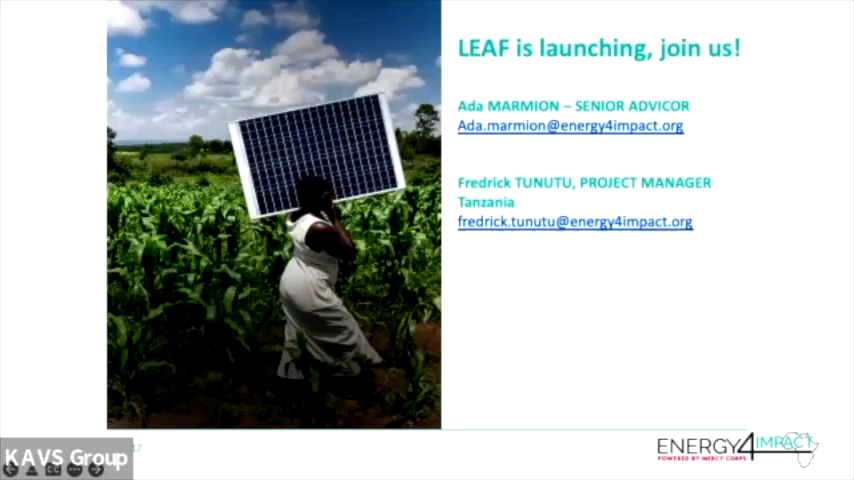 LEAF is launching, join us!
Ada MARMION – SENIOR ADVICOR
Ada.marmion@energy4impact.org
Fredrick TUNUTU, PROJECT MANAGER
Tanzania
fredrick.tunutu@energy4impact.org
ENERGY4IMPACT
POWERED BY MERCY CORPS
KAVS Group